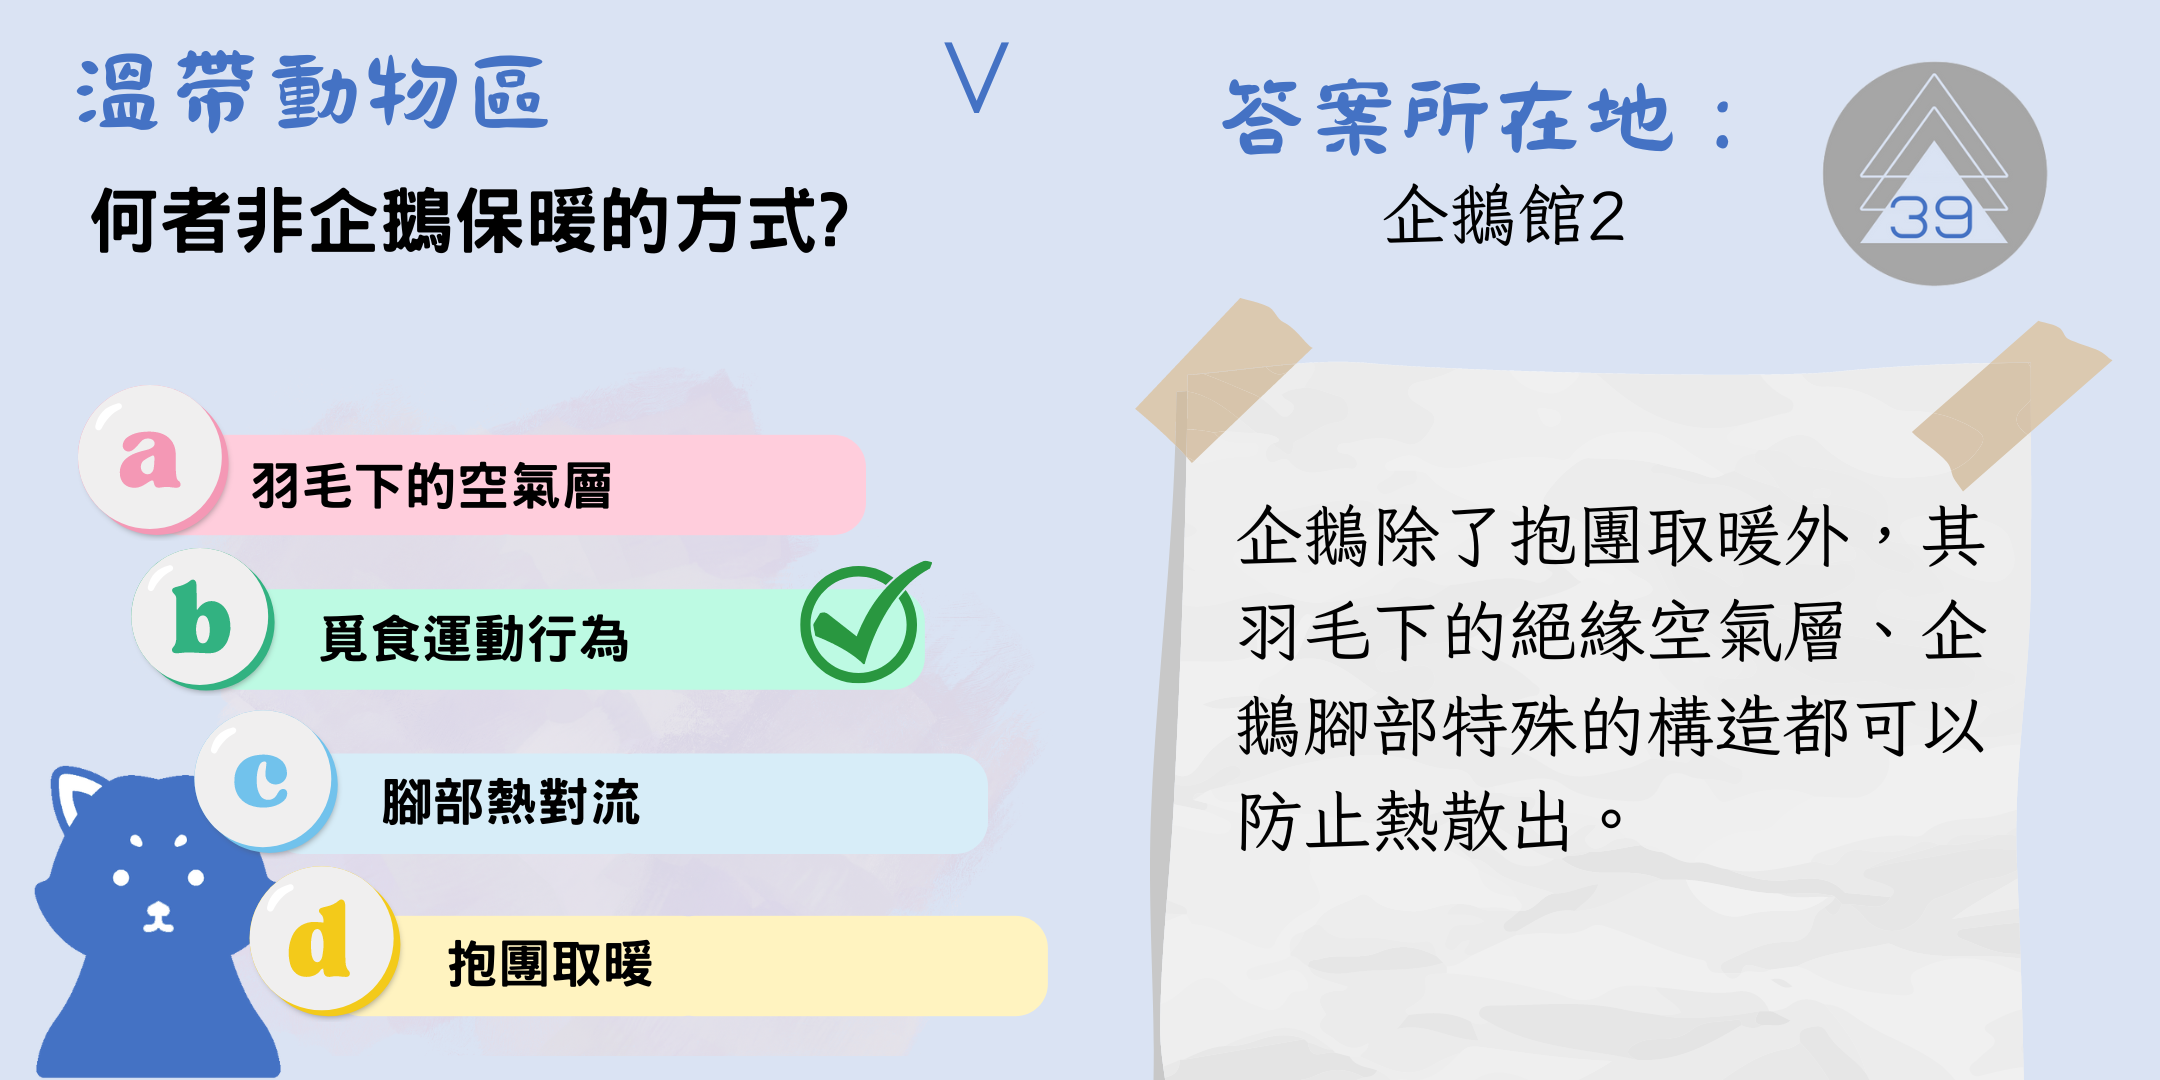 溫帶動物區
V
何者非企鵝保暖的方式?
a
羽毛下的空氣層
b
覓食運動行為
c
腳部熱對流
d
抱團取暖
答案所在地：
企鵝館2
39
企鵝除了抱團取暖外，其
羽毛下的絕緣空氣層、企
鵝腳部特殊的構造都可以
防止熱散出。